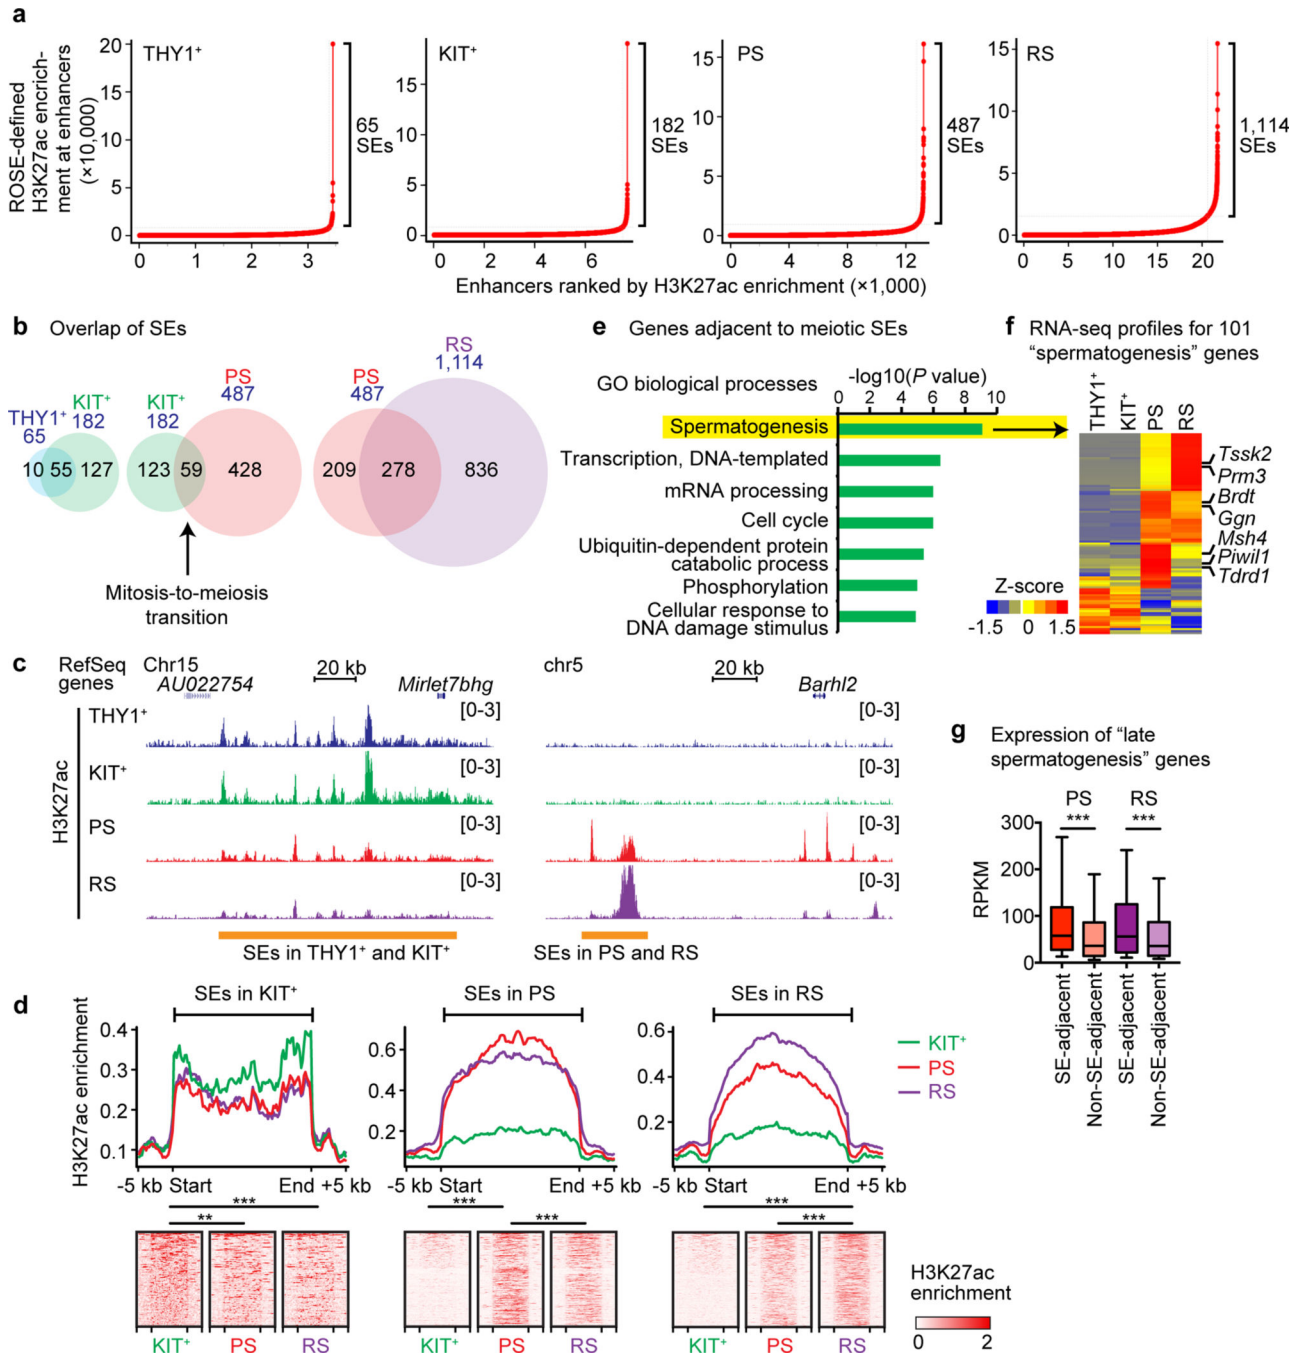 a
ROSE-defined
H3K27ac encrich-
ment at enhancers
(×10,000)
THY1+
20
15
10
5
0
0 1 2 3
65
SEs
KIT+
15
10
5
0
0 2 4 6
182
SEs
PS
15
10
5
0
0 4 8 12
487
SEs
RS
15
10
5
0
0 5 10 15 20
1,114
SEs
Enhancers ranked by H3K27ac enrichment (×1,000)
b Overlap of SEs
THY1+
65
KIT+
182
10 55 127
KIT+
182
PS
487
123 59 428
PS
487
RS
1,114
209 278 836
Mitosis-to-meiosis
transition
e Genes adjacent to meiotic SEs
GO biological processes
-log10(P value)
0 2 4 6 8 10
Spermatogenesis
Transcription, DNA-templated
mRNA processing
Cell cycle
Ubiquitin-dependent protein
catabolic process
Phosphorylation
Cellular response to
DNA damage stimulus
f RNA-seq profiles for 101
"spermatogenesis" genes
THY1+
KIT+
PS
RS
Tssk2
Prm3
Brdt
Ggn
Msh4
Piwil1
Tdrd1
Z-score
-1.5 0 1.5
c RefSeq
genes
Chr15
AU022754
20 kb
Mirlet7bhg
chr5
20 kb
Barhl2
H3K27ac
THY1+
[0-3]
[0-3]
KIT+
[0-3]
[0-3]
PS
[0-3]
[0-3]
RS
[0-3]
[0-3]
SEs in THY1+ and KIT+
SEs in PS and RS
g Expression of "late
spermatogenesis" genes
PS RS
*** ***
RPKM
300
200
100
0
SE-adjacent
Non-SE-adjacent
SE-adjacent
Non-SE-adjacent
d
H3K27ac enrichment
SEs in KIT+
0.4
0.3
0.2
0.1
-5 kb Start End +5 kb
***
**
KIT+ PS RS
SEs in PS
0.6
0.4
0.2
-5 kb Start End +5 kb
***
***
KIT+ PS RS
SEs in RS
0.6
0.4
0.2
-5 kb Start End +5 kb
***
***
KIT+ PS RS
KIT+
PS
RS
H3K27ac
enrichment
0 2